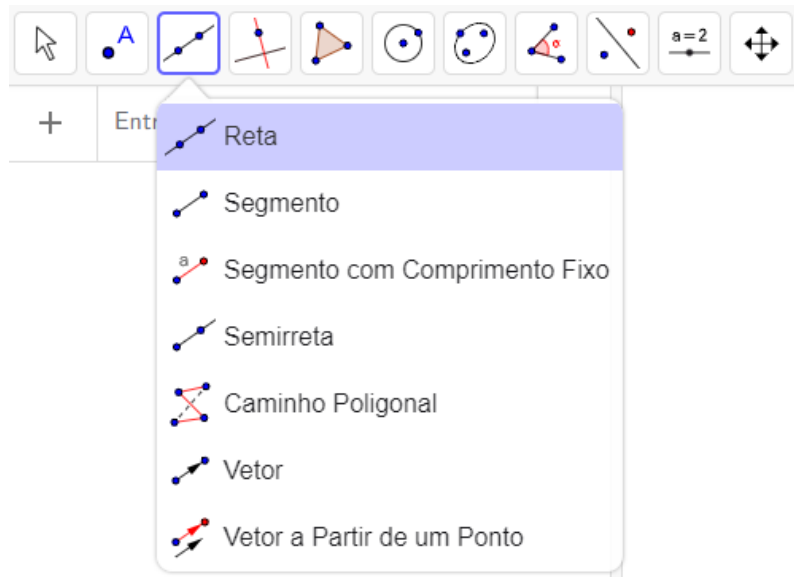 A
α
a=2
Entr
Reta
Segmento
a
Segmento com Comprimento Fixo
Semirreta
Caminho Poligonal
Vetor
Vetor a Partir de um Ponto